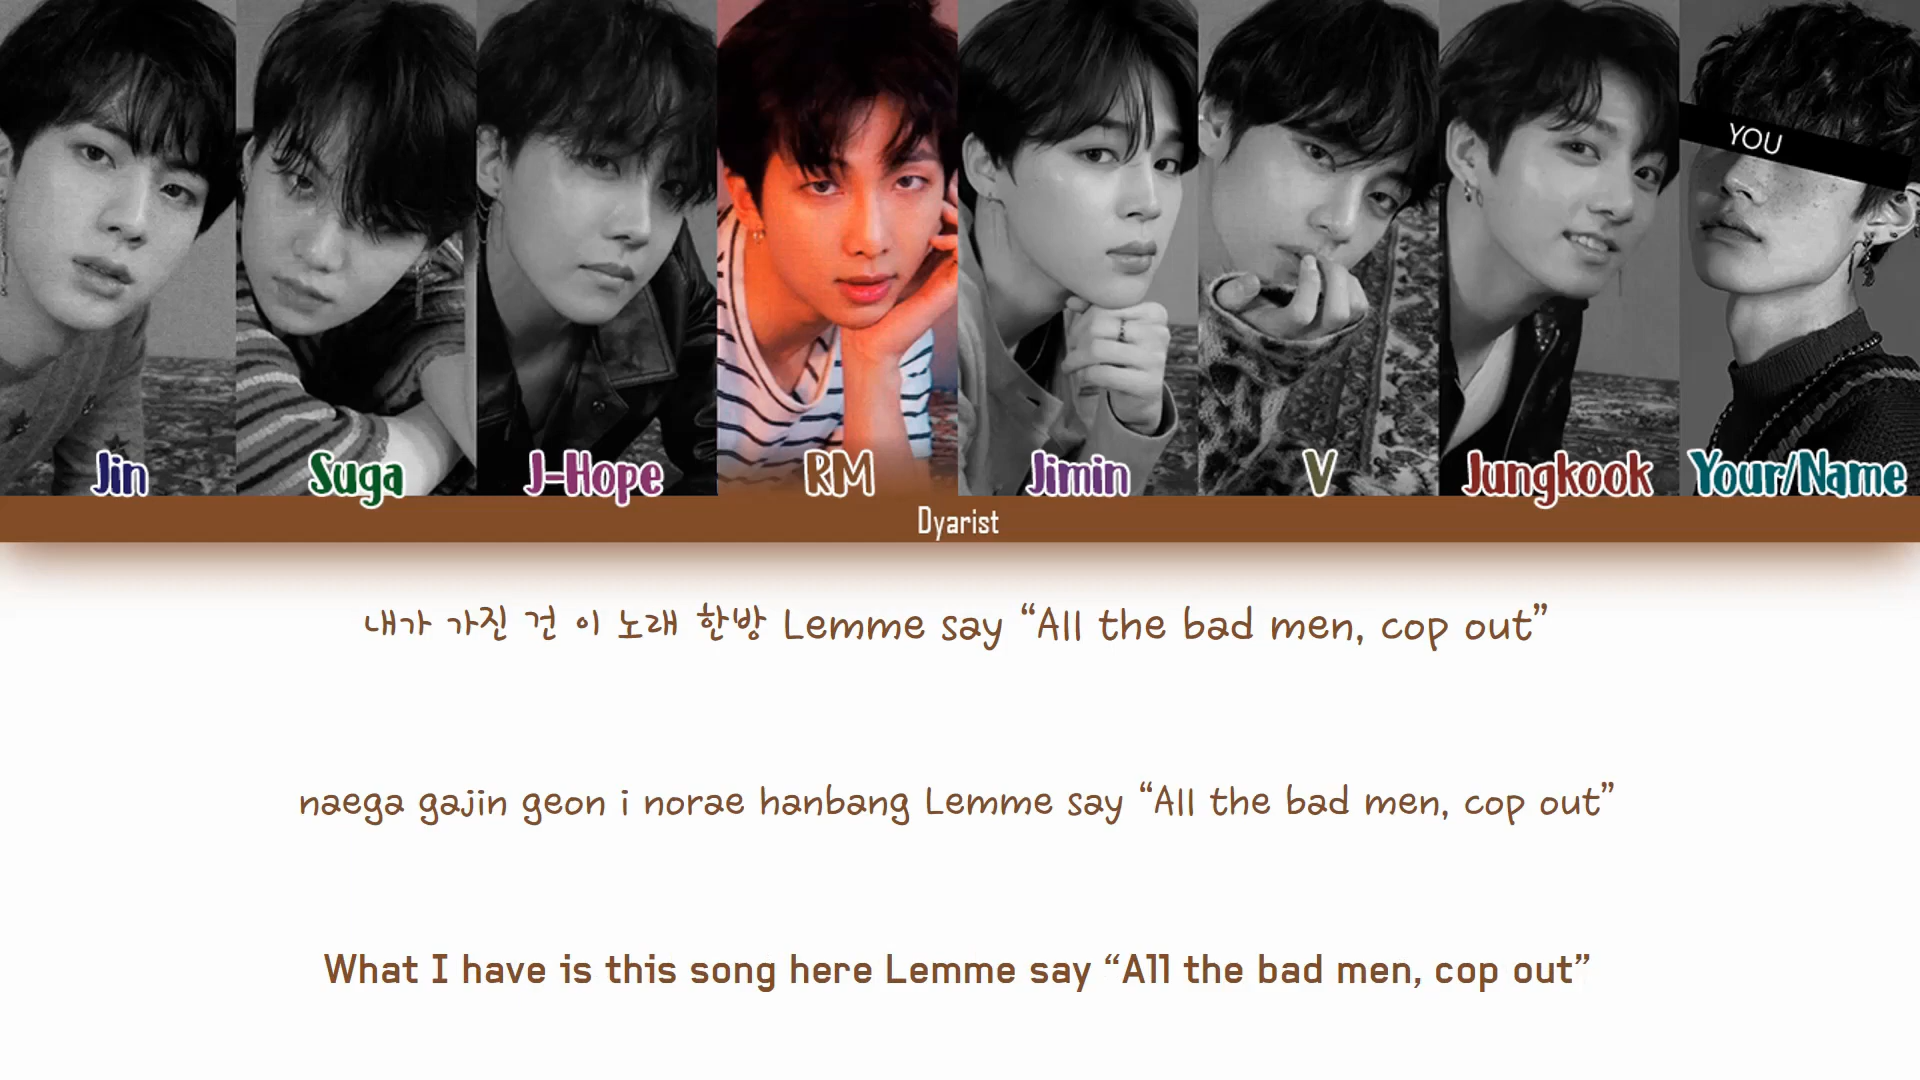 YOU
Jin Suga J-Hope RM Jimin V Jungkook Your/Name
Dyarist
내가 가진 건 이 노래 한방 Lemme say “All the bad men, cop out”
naega gajin geon i norae hanbang Lemme say “All the bad men, cop out”
What I have is this song here Lemme say “All the bad men, cop out”